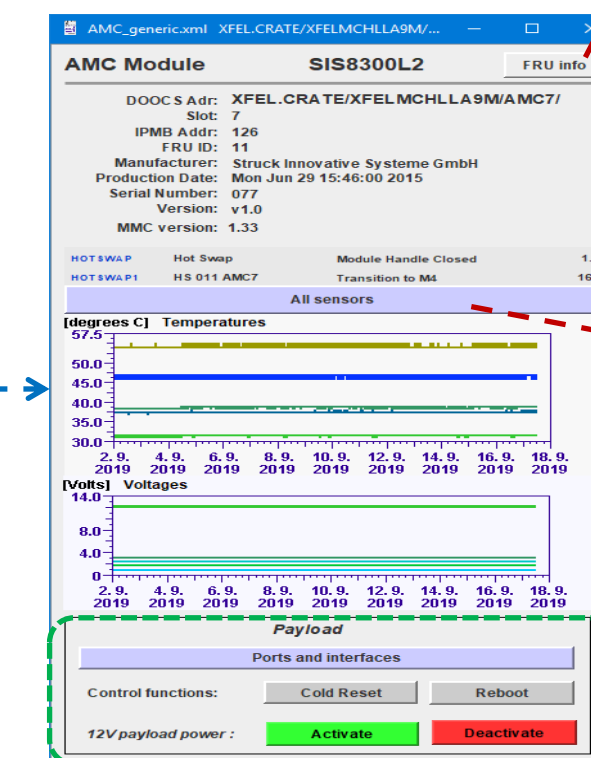 AMC_generic.xml XFEL.CRATE/XFELMCHLLA9M/...
AMC Module SIS8300L2 FRU info
DOOCS Adr: XFEL.CRATE/XFELMCHLLA9M/AMC7/
Slot: 7
IPMB Addr: 126
FRU ID: 11
Manufacturer: Struck Innovative Systeme GmbH
Production Date: Mon Jun 29 15:46:00 2015
Serial Number: 077
Version: v1.0
MMC version: 1.33
HOTSWAP Hot Swap Module Handle Closed 1.
HOTSWAP1 HS 011 AMC7 Transition to M4 16
All sensors
[degrees C] Temperatures
57.5
50.0
45.0
40.0
35.0
30.0
2. 9. 4. 9. 6. 9. 8. 9. 10. 9. 12. 9. 14. 9. 16. 9. 18. 9.
2019 2019 2019 2019 2019 2019 2019 2019 2019
[Volts] Voltages
14.0
8.0
4.0
0
2. 9. 4. 9. 6. 9. 8. 9. 10. 9. 12. 9. 14. 9. 16. 9. 18. 9.
2019 2019 2019 2019 2019 2019 2019 2019 2019
Payload
Ports and interfaces
Control functions: Cold Reset Reboot
12V payload power : Activate Deactivate